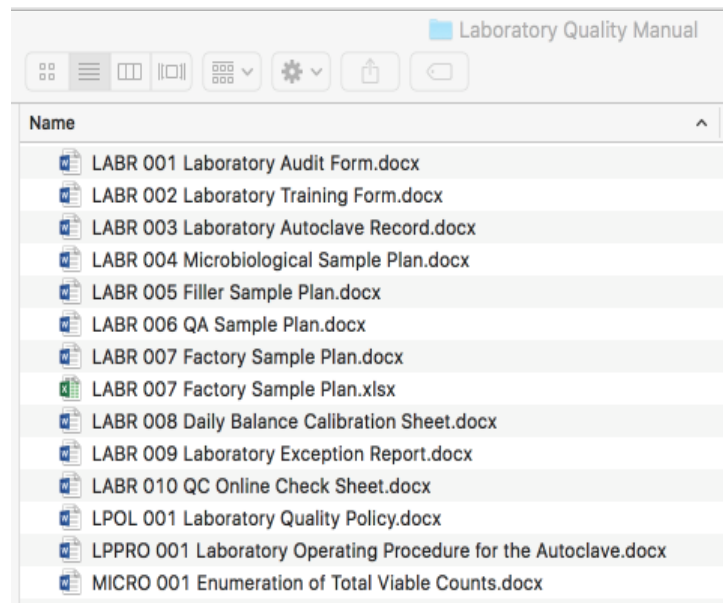 Laboratory Quality Manual
Name
LABR 001 Laboratory Audit Form.docx
LABR 002 Laboratory Training Form.docx
LABR 003 Laboratory Autoclave Record.docx
LABR 004 Microbiological Sample Plan.docx
LABR 005 Filler Sample Plan.docx
LABR 006 QA Sample Plan.docx
LABR 007 Factory Sample Plan.docx
LABR 007 Factory Sample Plan.xlsx
LABR 008 Daily Balance Calibration Sheet.docx
LABR 009 Laboratory Exception Report.docx
LABR 010 QC Online Check Sheet.docx
LPOL 001 Laboratory Quality Policy.docx
LPPRO 001 Laboratory Operating Procedure for the Autoclave.docx
MICRO 001 Enumeration of Total Viable Counts.docx